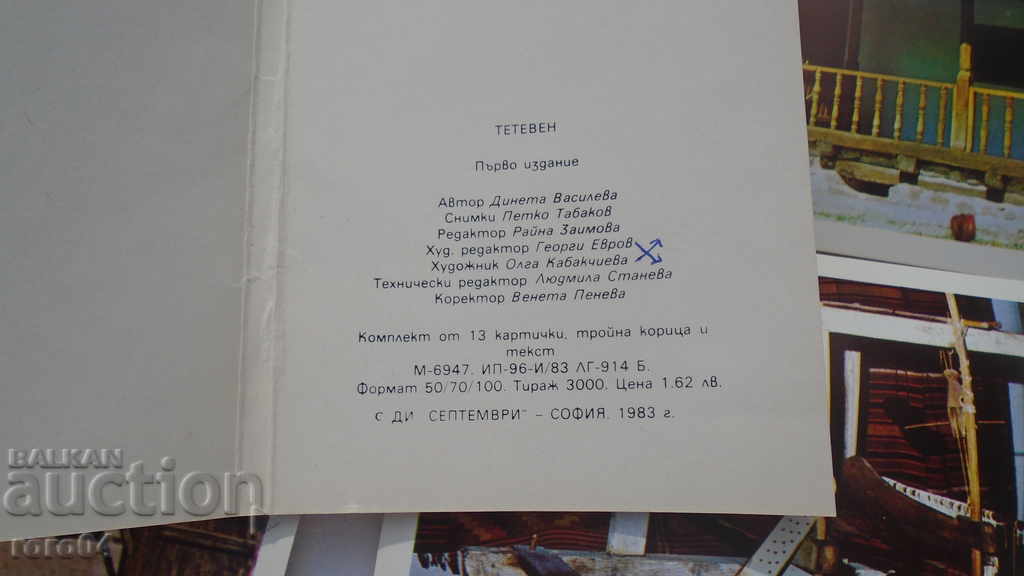 ТЕТЕВЕН
Първо издание
Автор Динета Василева
Снимки Петко Табаков
Редактор Райна Заимова
Худ. редактор Георги Евров
Художник Олга Кабакчиева
Технически редактор Людмила Станева
Коректор Венета Пенева
Комплект от 13 картички, тройна корица и
текст
М-6947. ИП-96-И/83 ЛГ-914 Б.
Формат 50/70/100. Тираж 3000. Цена 1.62 лв.
с ДИ СЕПТЕМВРИ" – СОФИЯ. 1983 г.
BALKAN
auction
roro04